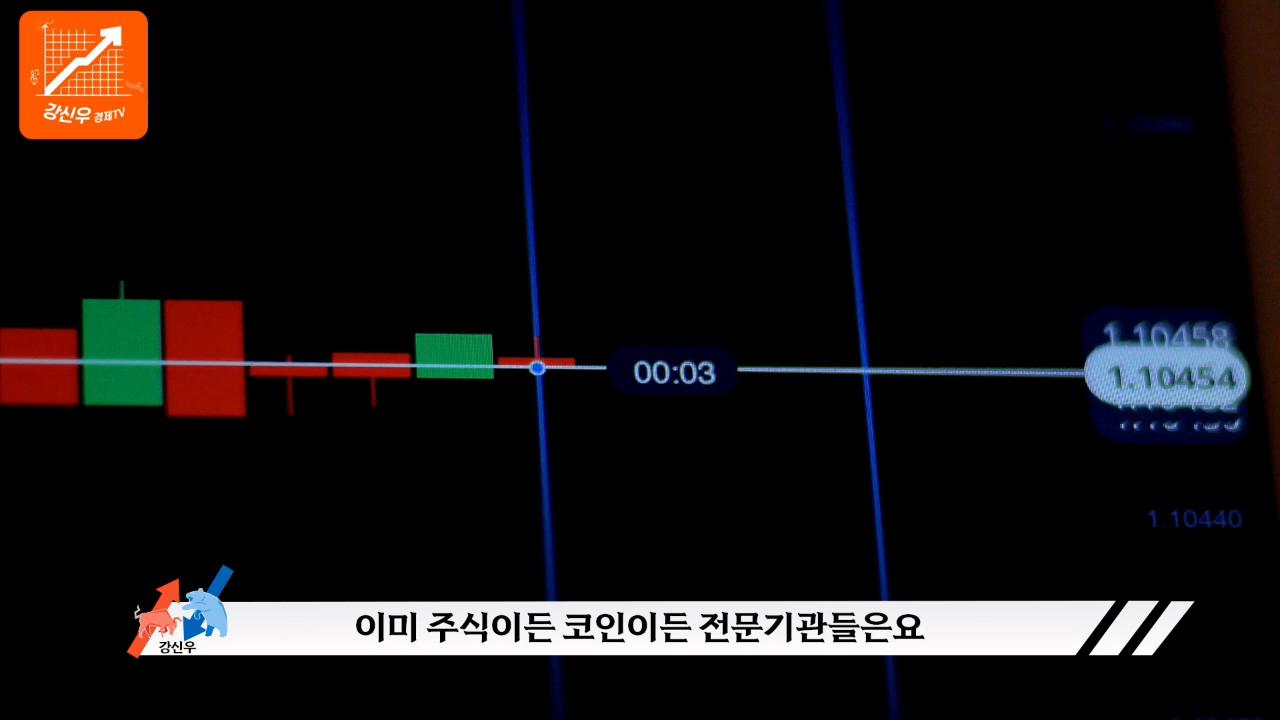 강신우 경제TV
1.10458
00:03
1.10454
1.10440
강신우
이미 주식이든 코인이든 전문기관들은요